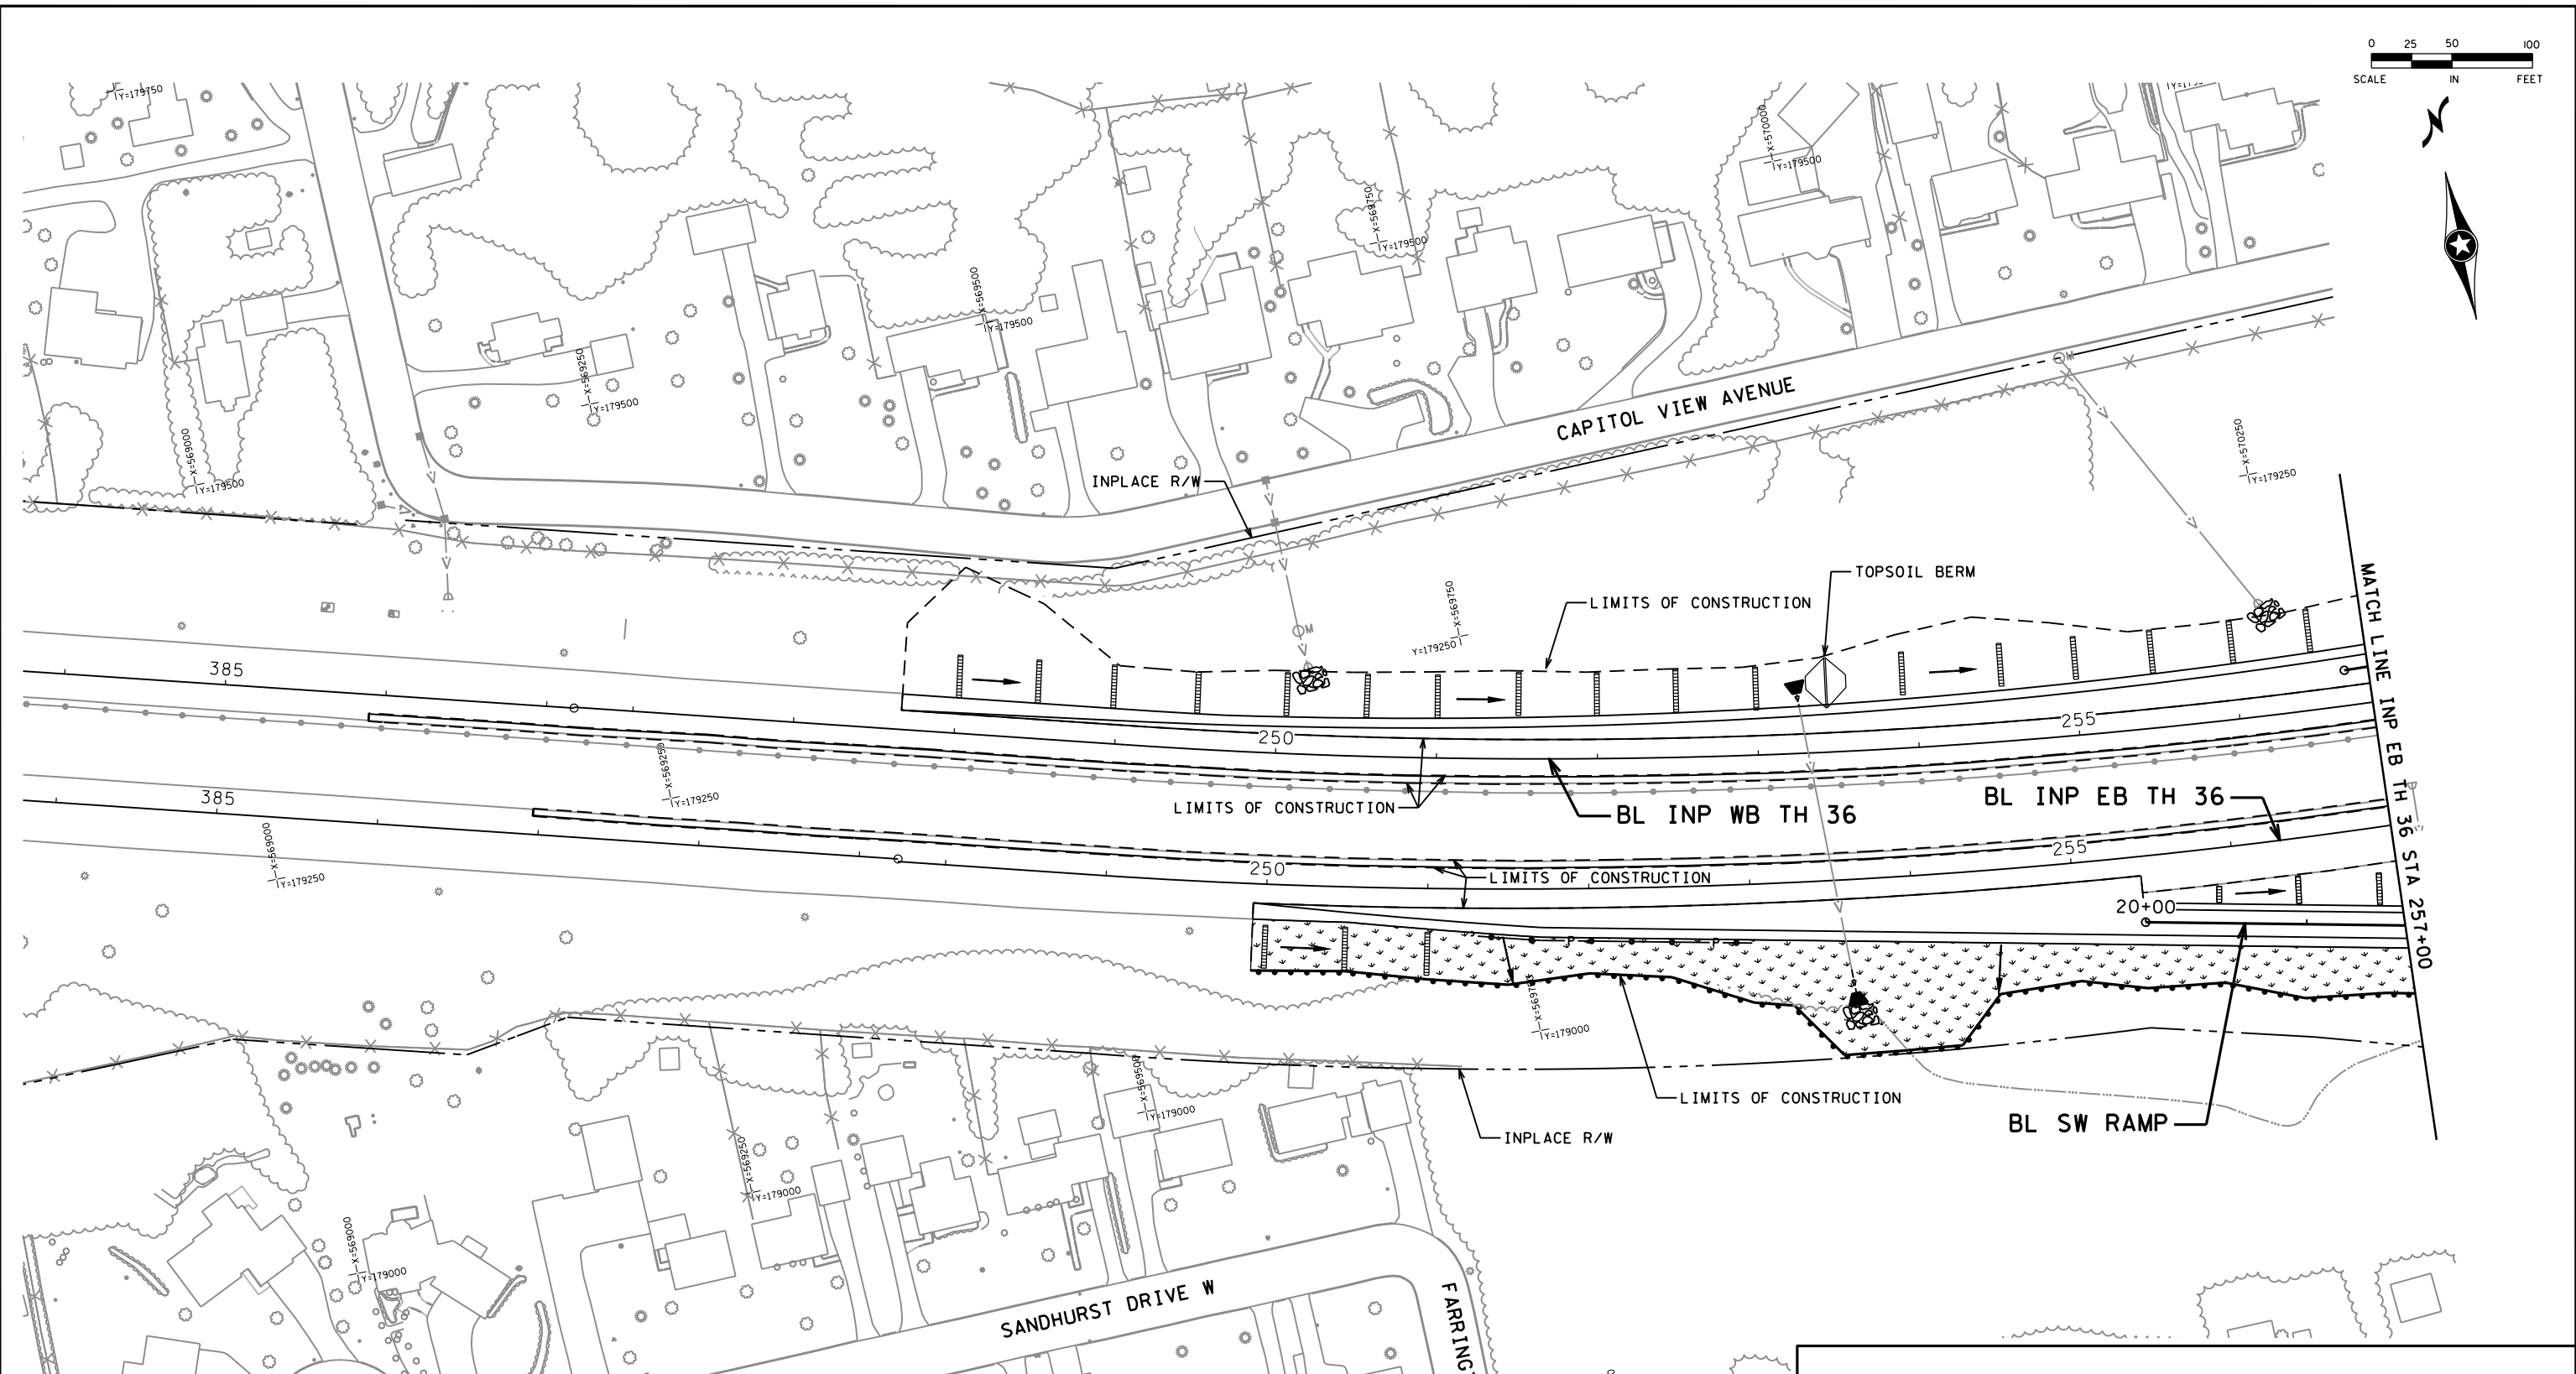 0 25 50 100
SCALE IN FEET
Y=179750
X=570000
Y=179500
X=569750
Y=179500
X=569500
Y=179500
X=569250
Y=179500
X=569000
Y=179500
CAPITOL VIEW AVENUE
X=570250
Y=179250
INPLACE R/W
M
M
TOPSOIL BERM
LIMITS OF CONSTRUCTION
X=569750
Y=179250
MATCH LINE INP EB TH 36 STA 257+00
385
250
255
X=569250
Y=179250
385
LIMITS OF CONSTRUCTION
BL INP WB TH 36
BL INP EB TH 36
X=569000
Y=179250
250
255
LIMITS OF CONSTRUCTION
20+00
P P
Y=179000
LIMITS OF CONSTRUCTION
BL SW RAMP
INPLACE R/W
X=569500
Y=179000
X=569250
Y=179000
X=569000
Y=179000
SANDHURST DRIVE W